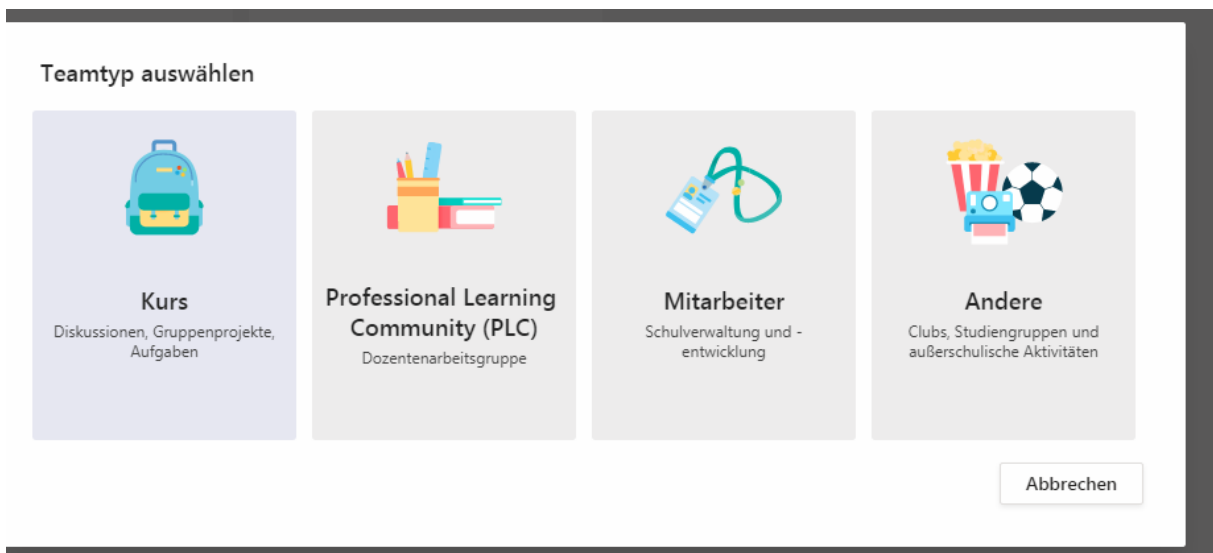 Teamtyp auswählen
Kurs
Diskussionen, Gruppenprojekte,
Aufgaben
Professional Learning
Community (PLC)
Dozentenarbeitsgruppe
Mitarbeiter
Schulverwaltung und -
entwicklung
Andere
Clubs, Studiengruppen und
außerschulische Aktivitäten
Abbrechen